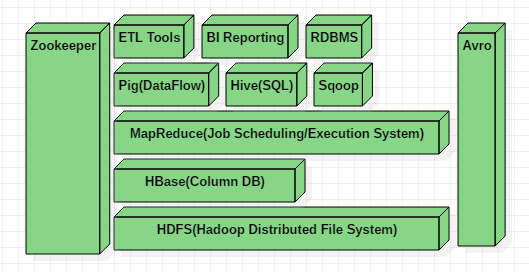 Zookeeper
ETL Tools
BI Reporting
RDBMS
Avro
Pig(DataFlow)
Hive(SQL)
Sqoop
MapReduce(Job Scheduling/Execution System)
HBase(Column DB)
HDFS(Hadoop Distributed File System)